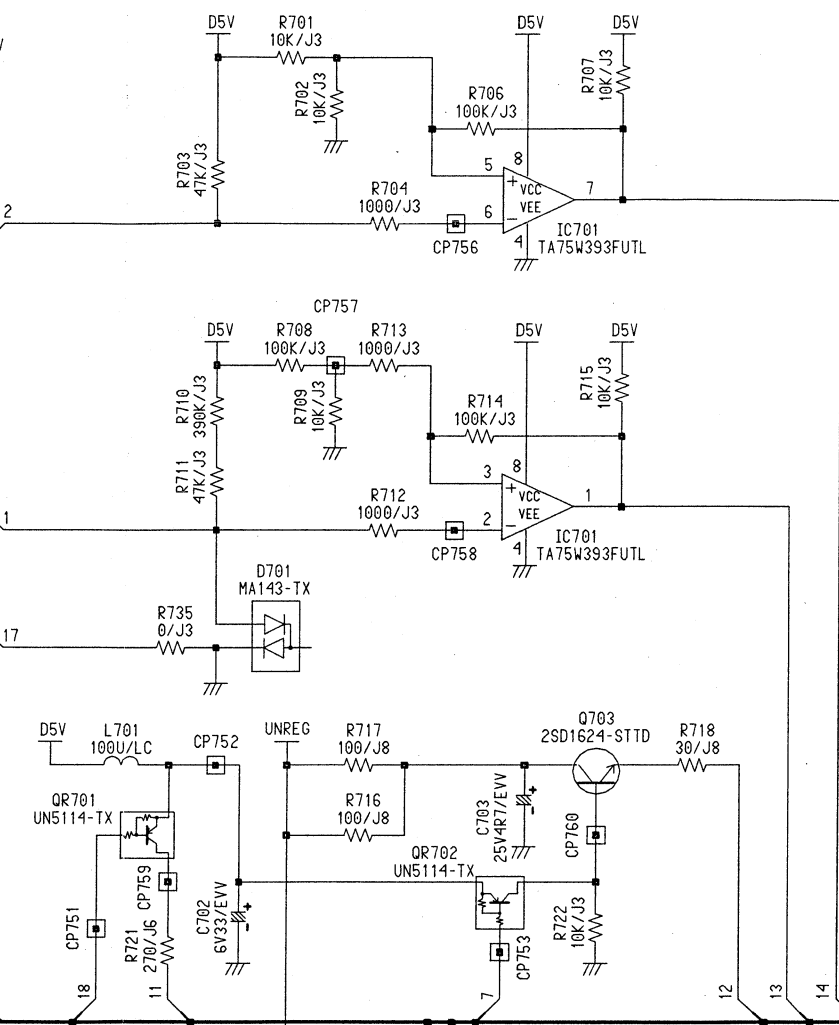 D5V
R701
10K/J3
D5V
D5V
R702
10K/J3
R707
10K/J3
R706
100K/J3
R703
47K/J3
5
8
+
VCC
7
R704
1000/J3
2
6
VEE
-
CP756
4
IC701
TA75W393FUTL
CP757
D5V
R708
100K/J3
R713
1000/J3
D5V
D5V
R710
390K/J3
R709
10K/J3
R715
10K/J3
R714
100K/J3
R711
47K/J3
3
8
+
VCC
1
R712
1000/J3
1
2
VEE
-
CP758
4
IC701
TA75W393FUTL
D701
MA143-TX
R735
0/J3
17
D5V
L701
100U/LC
CP752
UNREG
R717
100/J8
Q703
2SD1624-STTD
R718
30/J8
QR701
UN5114-TX
R716
100/J8
C703
25V4R7/EVV
+
-
CP760
QR702
UN5114-TX
CP759
CP751
C702
6V33/EVV
+
-
R721
270/J6
CP753
R722
10K/J3
18
11
7
12
13
14